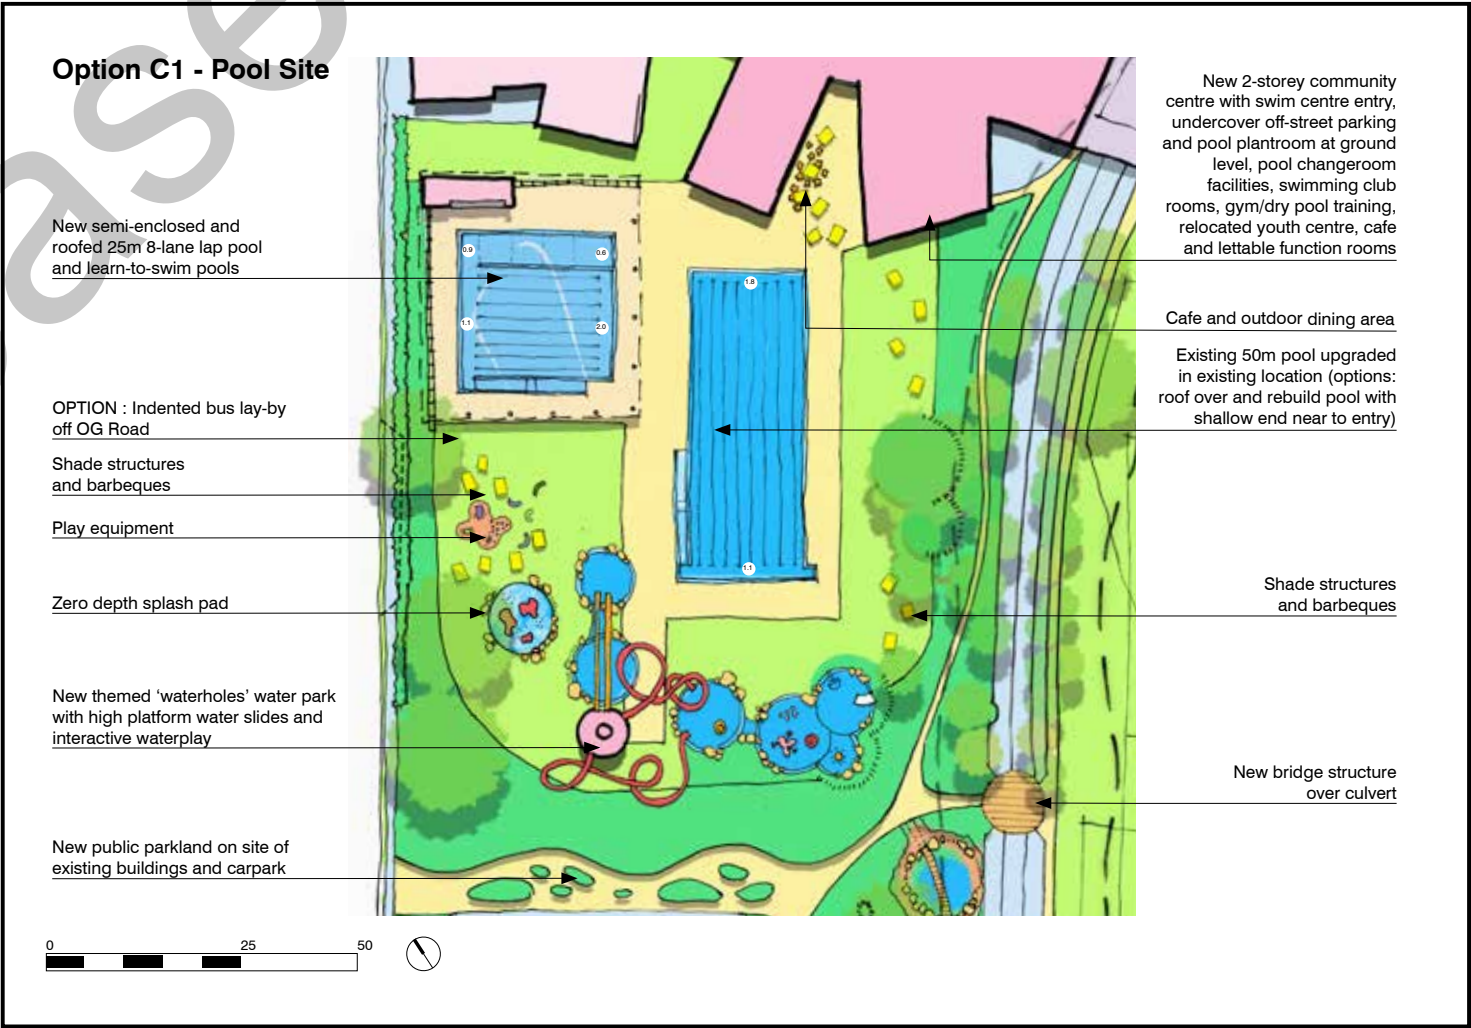 Option C1 - Pool Site
New semi-enclosed and
roofed 25m 8-lane lap pool
and learn-to-swim pools
OPTION : Indented bus lay-by
off OG Road
Shade structures
and barbeques
Play equipment
Zero depth splash pad
New themed ‘waterholes’ water park
with high platform water slides and
interactive waterplay
New public parkland on site of
existing buildings and carpark
0 25 50
0.9
0.6
1.1
2.0
1.8
1.1
New 2-storey community
centre with swim centre entry,
undercover off-street parking
and pool plantroom at ground
level, pool changeroom
facilities, swimming club
rooms, gym/dry pool training,
relocated youth centre, cafe
and lettable function rooms
Cafe and outdoor dining area
Existing 50m pool upgraded
in existing location (options:
roof over and rebuild pool with
shallow end near to entry)
Shade structures
and barbeques
New bridge structure
over culvert